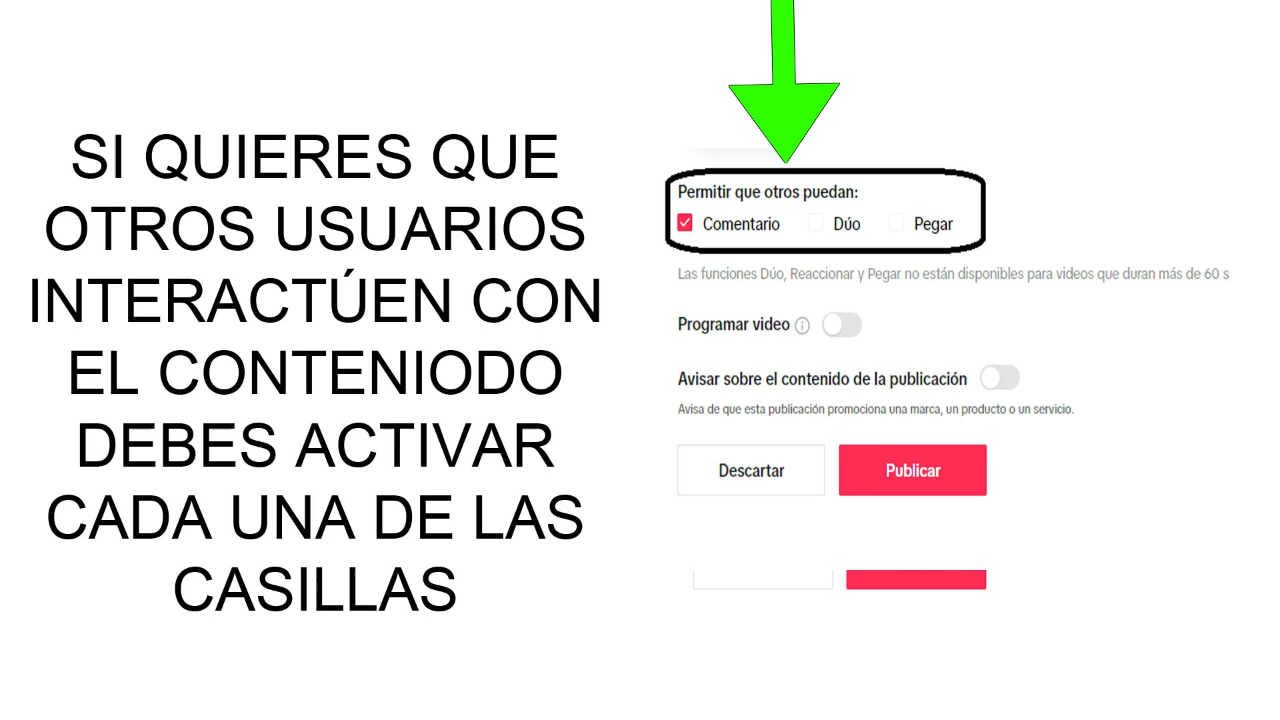 SI QUIERES QUE
OTROS USUARIOS
INTERACTÚEN CON
EL CONTENIODO
DEBES ACTIVAR
CADA UNA DE LAS
CASILLAS
Permitir que otros puedan:
Comentario Dúo Pegar
Las funciones Dúo, Reaccionar y Pegar no están disponibles para videos que duran más de 60 s
Programar video
Avisar sobre el contenido de la publicación
Avisa de que esta publicación promociona una marca, un producto o un servicio.
Descartar Publicar